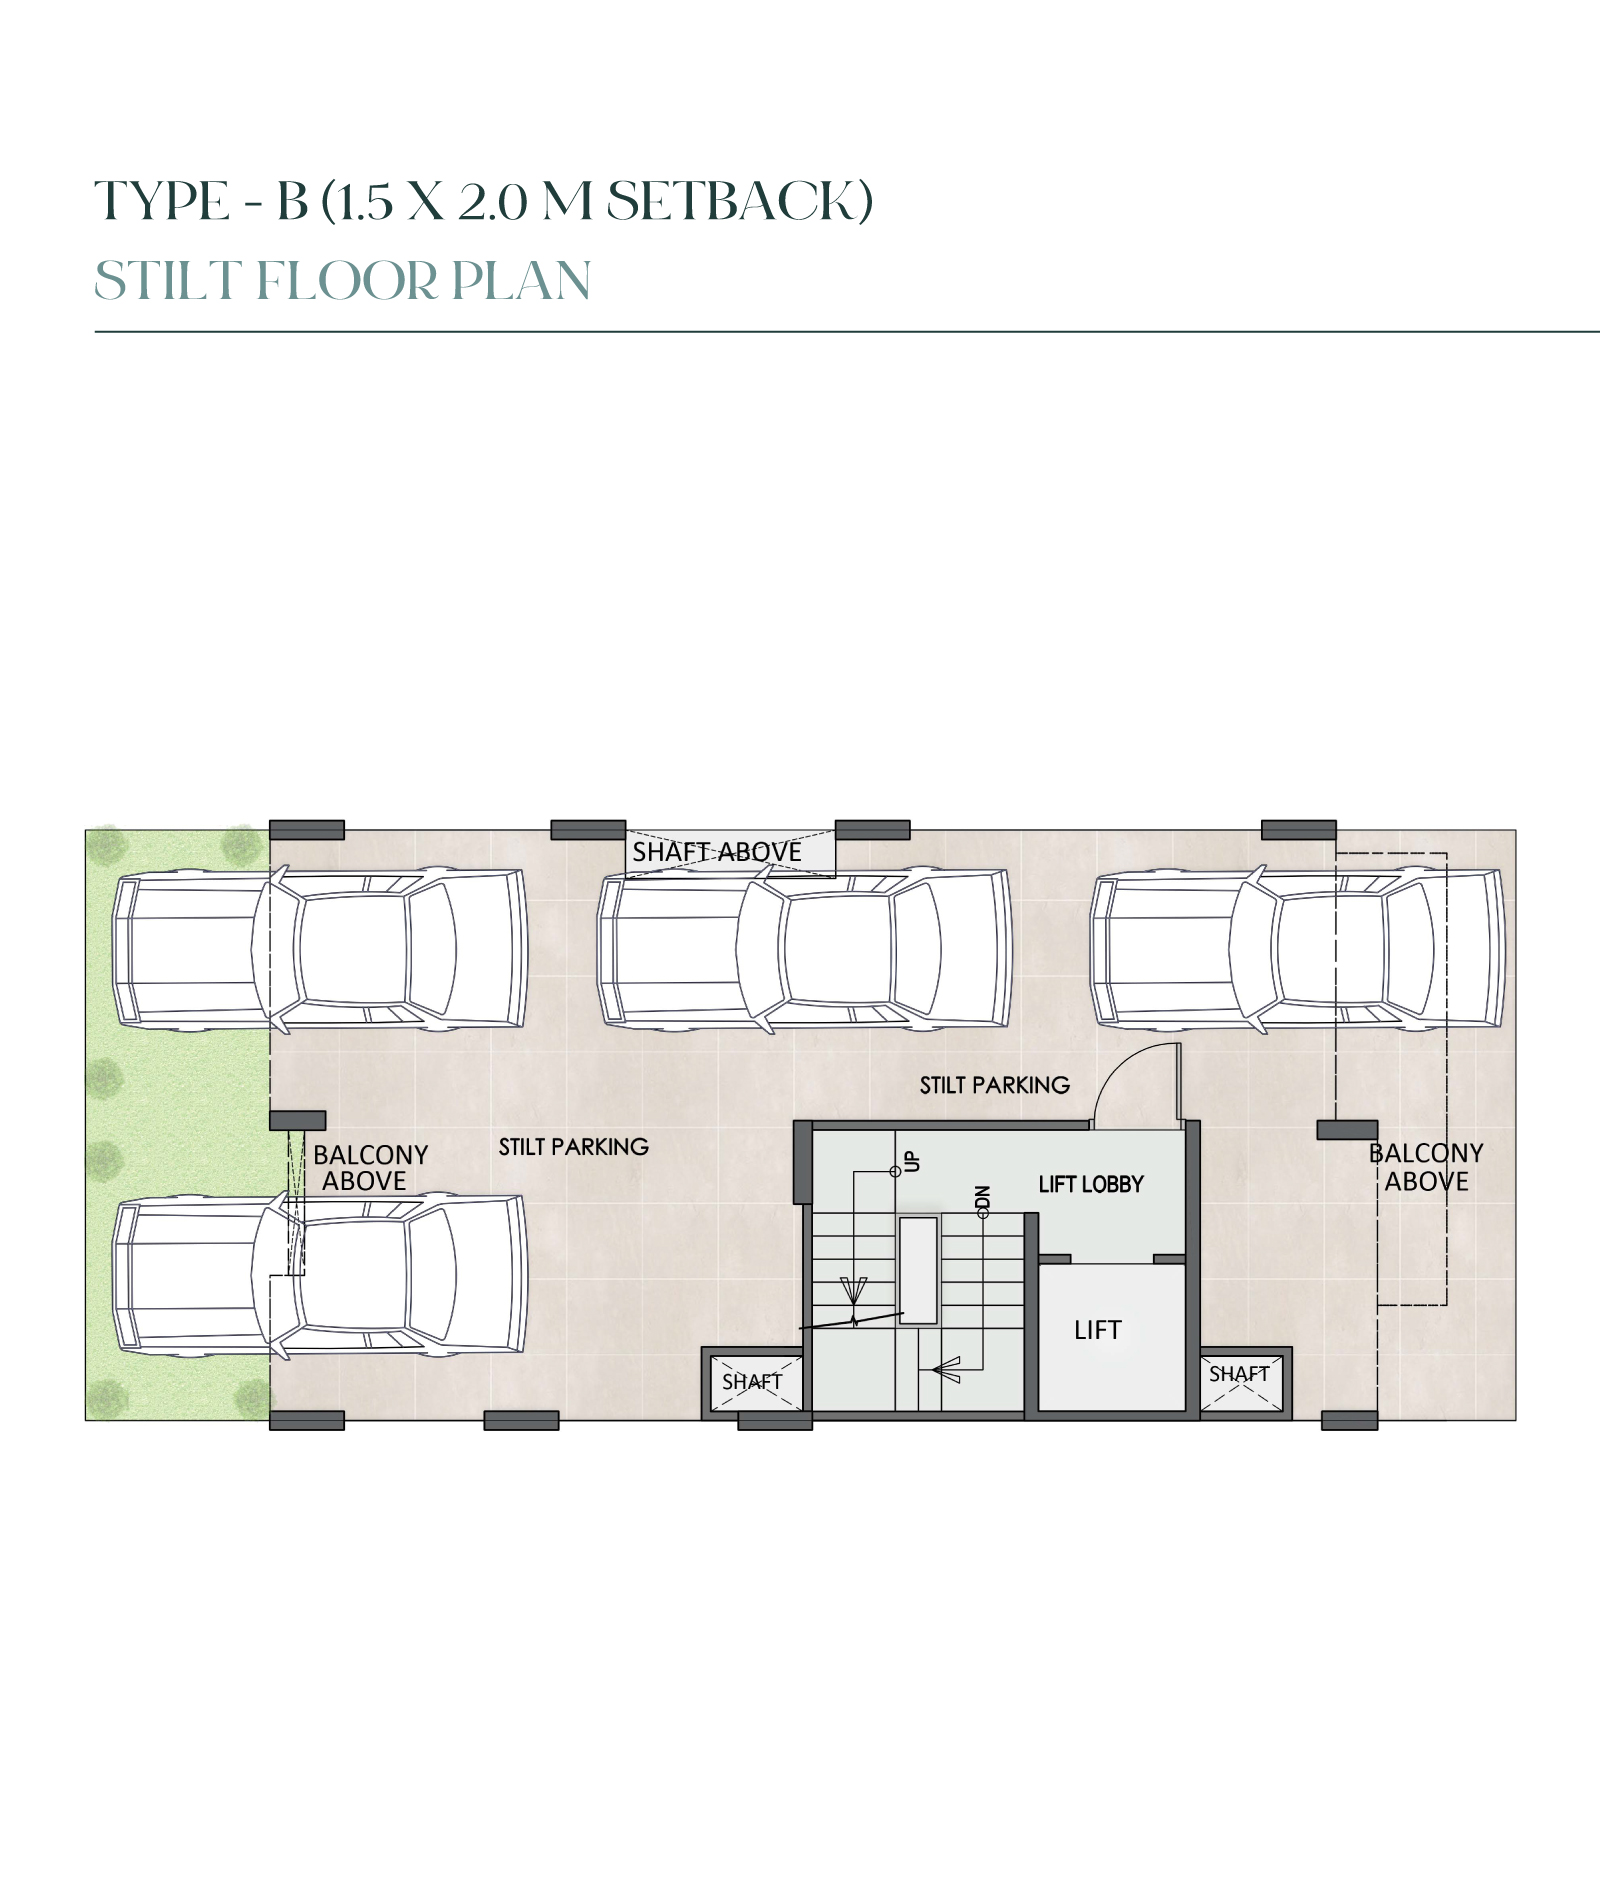 TYPE - B (1.5 X 2.0 M SETBACK)
STILT FLOOR PLAN
SHAFT ABOVE
STILT PARKING
BALCONY
ABOVE
STILT PARKING
UP
DN
LIFT LOBBY
BALCONY
ABOVE
LIFT
SHAFT
SHAFT